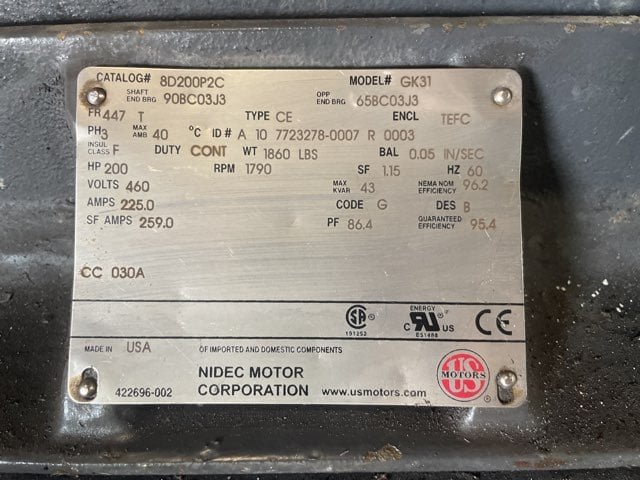 CATALOG# 8D200P2C MODEL# GK31
SHAFT END BRG 90BC03J3 OPP END BRG 65BC03J3
FR 447 T TYPE CE ENCL TEFC
PH 3 MAX AMB 40 °C ID# A 10 7723278-0007 R 0003
INSUL CLASS F DUTY CONT WT 1860 LBS BAL 0.05 IN/SEC
HP 200 RPM 1790 SF 1.15 HZ 60
VOLTS 460 MAX KVAR 43 NEMA NOM EFFICIENCY 96.2
AMPS 225.0 CODE G DES B
SF AMPS 259.0 PF 86.4 GUARANTEED EFFICIENCY 95.4
CC 030A
SA 191252
ENERGY C UR US E51488
CE
MADE IN USA OF IMPORTED AND DOMESTIC COMPONENTS
NIDEC MOTOR
422696-002 CORPORATION www.usmotors.com
US MOTORS ®